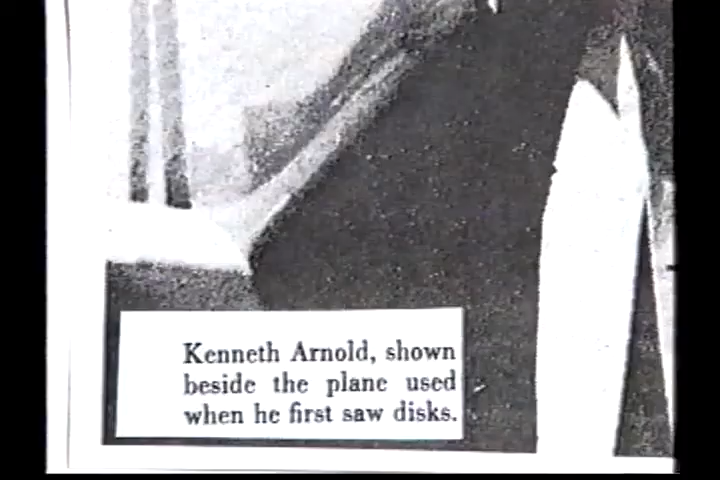 Kenneth Arnold, shown
beside the plane used
when he first saw disks.